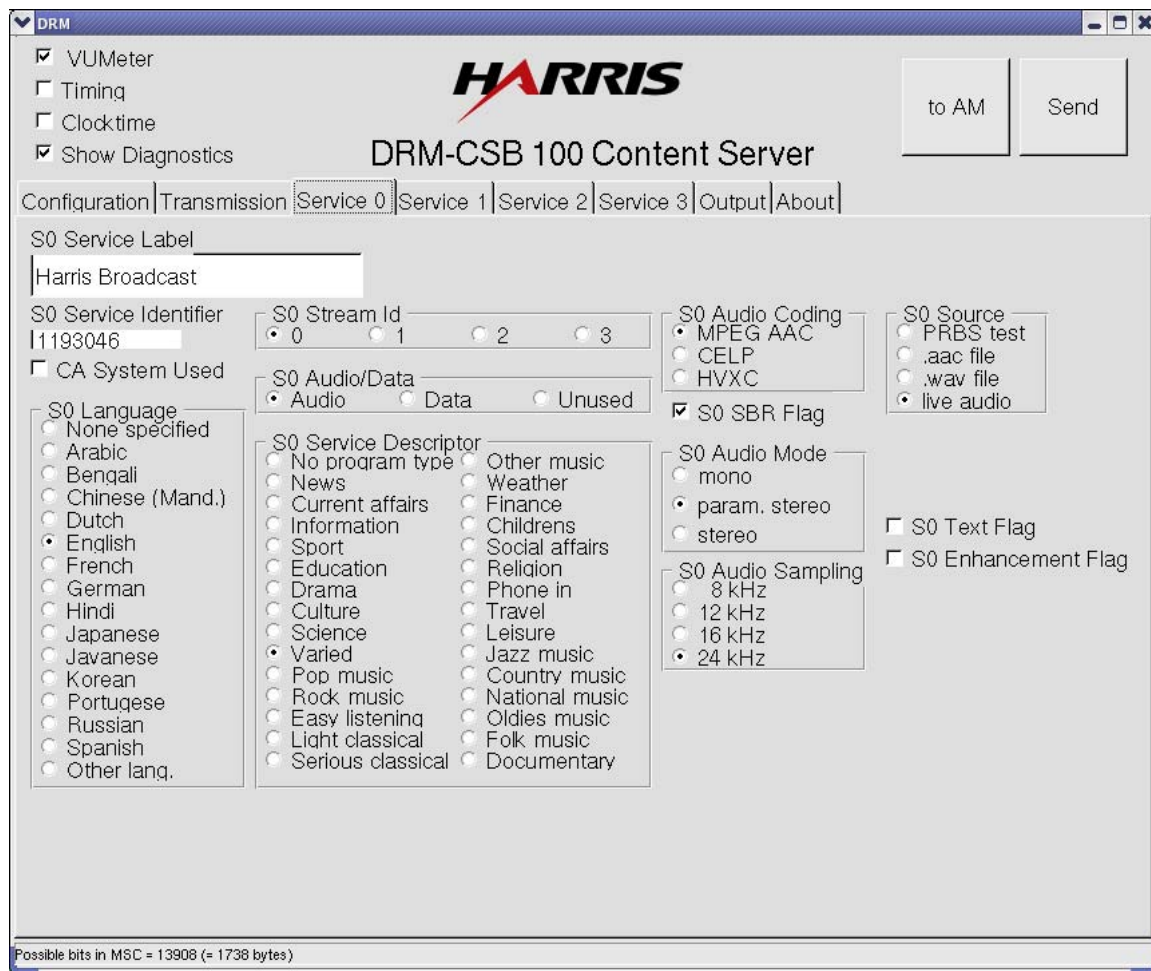 DRM
VUMeter
Timing
Clocktime
Show Diagnostics
HARRIS
DRM-CSB 100 Content Server
to AM
Send
Configuration Transmission Service 0 Service 1 Service 2 Service 3 Output About
S0 Service Label
Harris Broadcast
S0 Service Identifier
1193046
CA System Used
S0 Language
None specified
Arabic
Bengali
Chinese (Mand.)
Dutch
English
French
German
Hindi
Japanese
Javanese
Korean
Portugese
Russian
Spanish
Other lang.
S0 Stream Id
0 1 2 3
S0 Audio/Data
Audio Data Unused
S0 Service Descriptor
No program type
News
Current affairs
Information
Sport
Education
Drama
Culture
Science
Varied
Pop music
Rock music
Easy listening
Light classical
Serious classical
Other music
Weather
Finance
Childrens
Social affairs
Religion
Phone in
Travel
Leisure
Jazz music
Country music
National music
Oldies music
Folk music
Documentary
S0 Audio Coding
MPEG AAC
CELP
HVXC
S0 SBR Flag
S0 Audio Mode
mono
param. stereo
stereo
S0 Audio Sampling
8 kHz
12 kHz
16 kHz
24 kHz
S0 Source
PRBS test
.aac file
.wav file
live audio
S0 Text Flag
S0 Enhancement Flag
Possible bits in MSC = 13908 (= 1738 bytes)